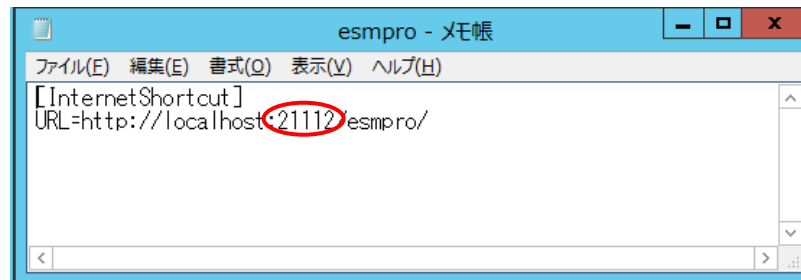 esmpro - メモ帳
ファイル(F) 編集(E) 書式(O) 表示(V) ヘルプ(H)
[InternetShortcut]
URL=http://localhost:21112/esmpro/